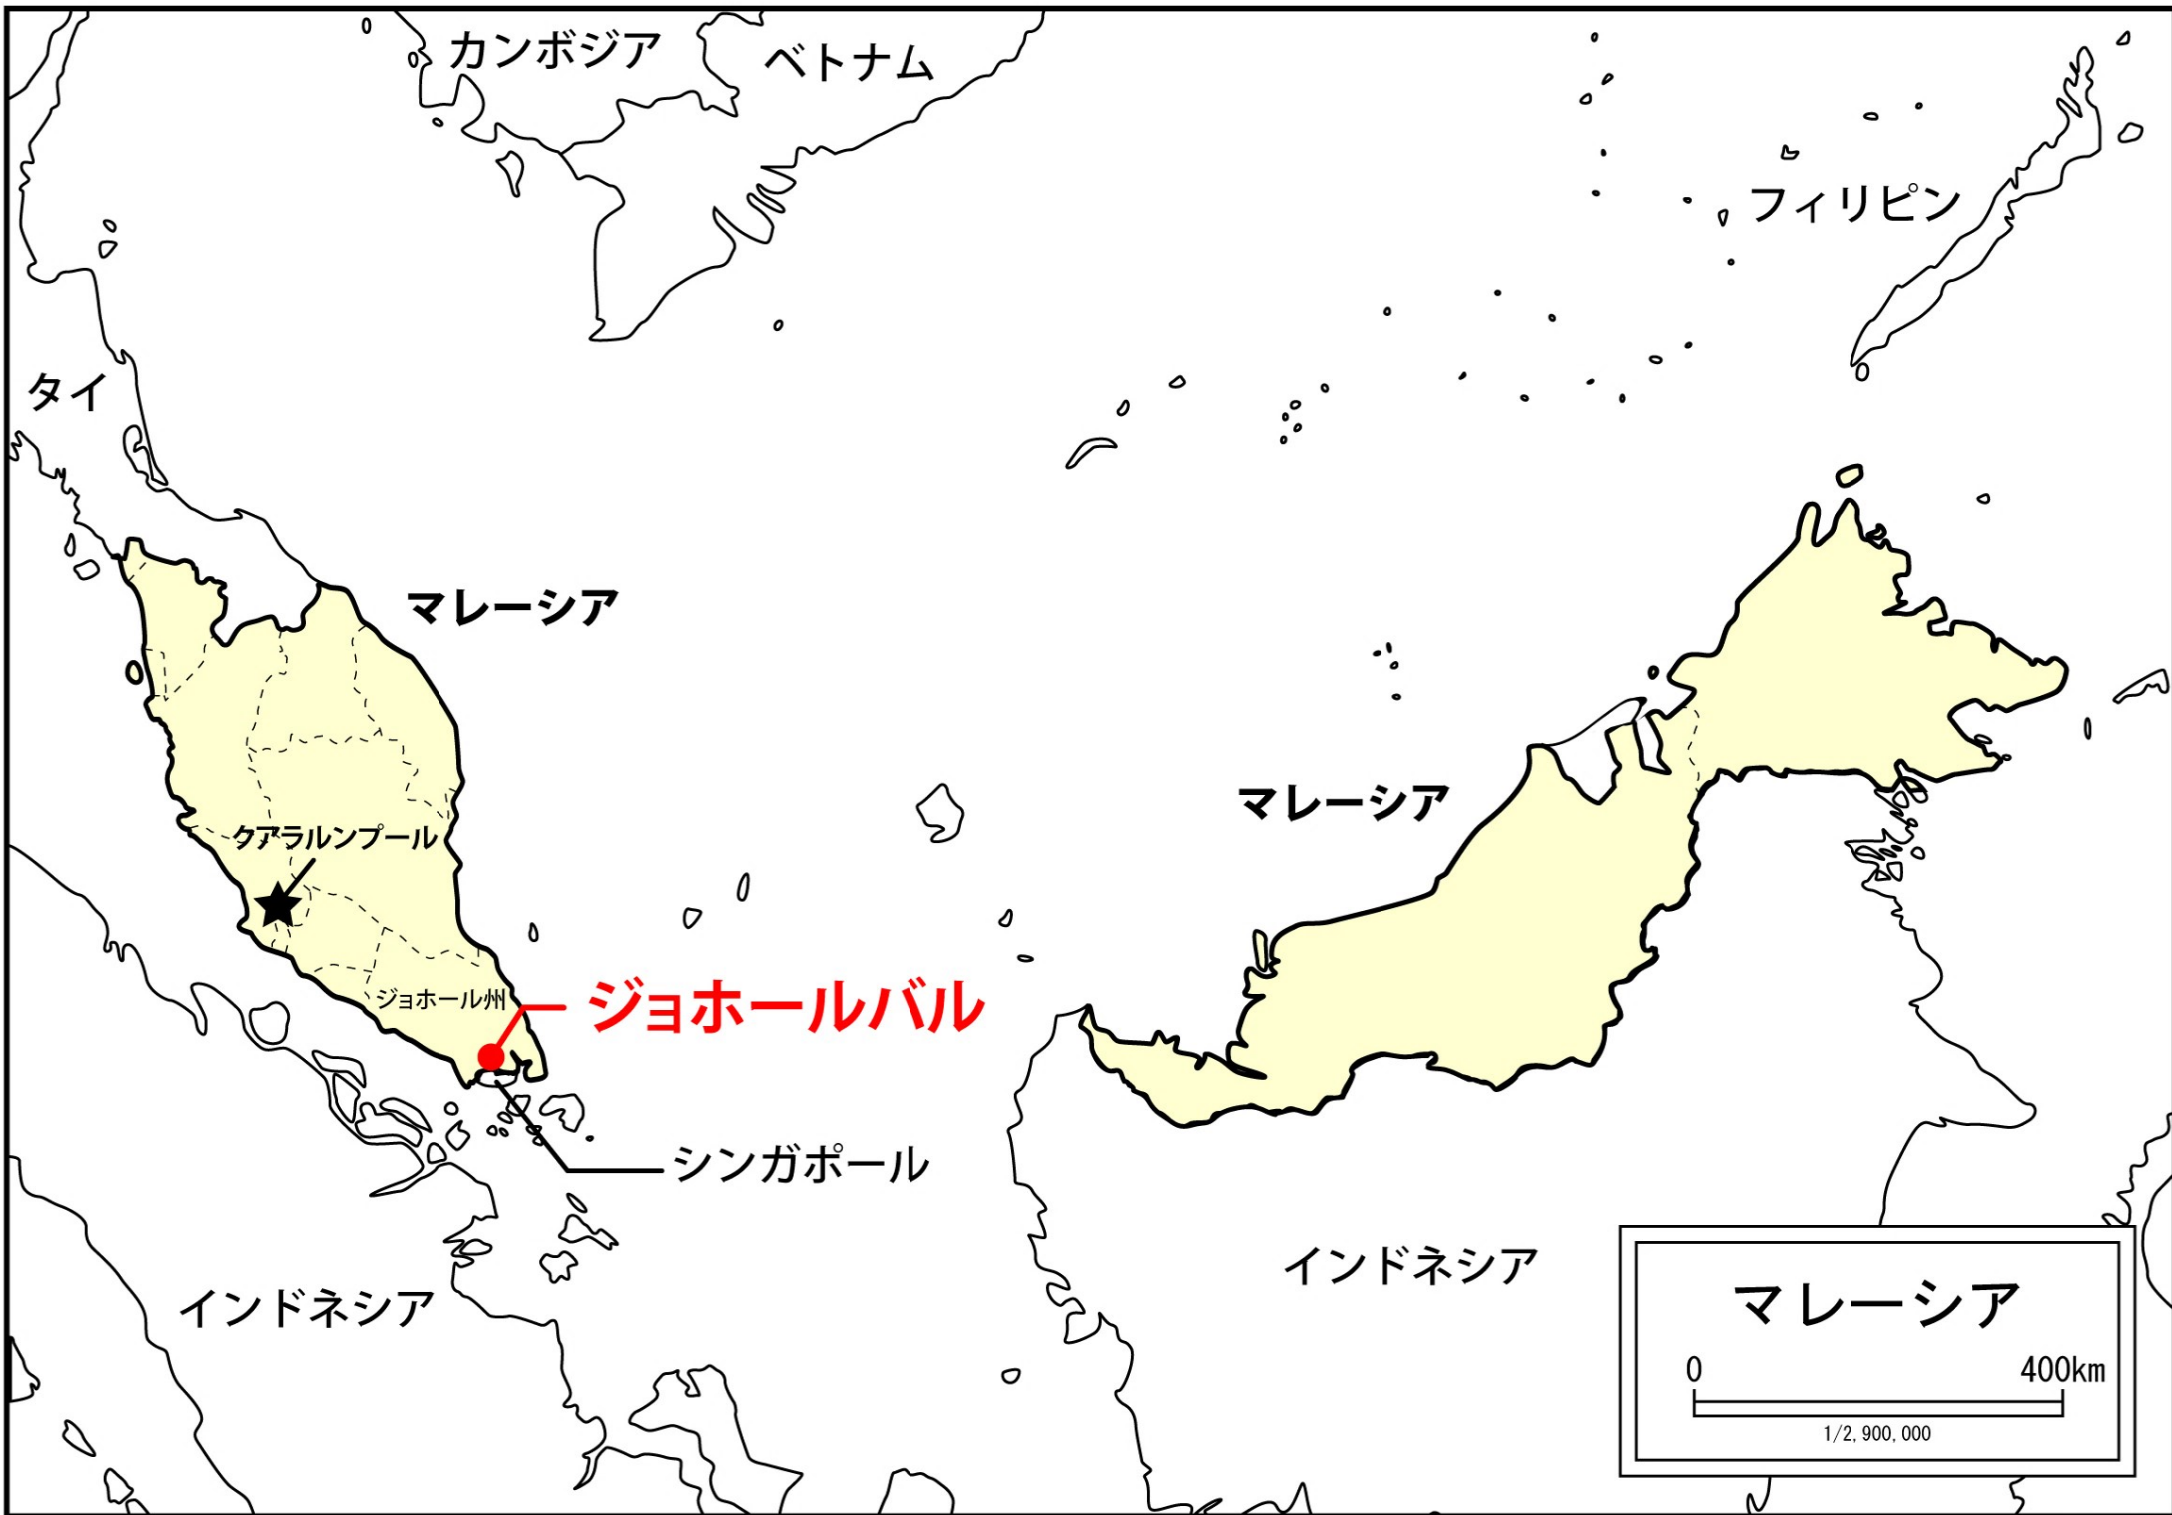 カンボジア
ベトナム
フィリピン
タイ
マレーシア
マレーシア
クアラルンプール
ジョホール州
ジョホールバル
シンガポール
インドネシア
インドネシア
マレーシア
0 400km
1/2,900,000